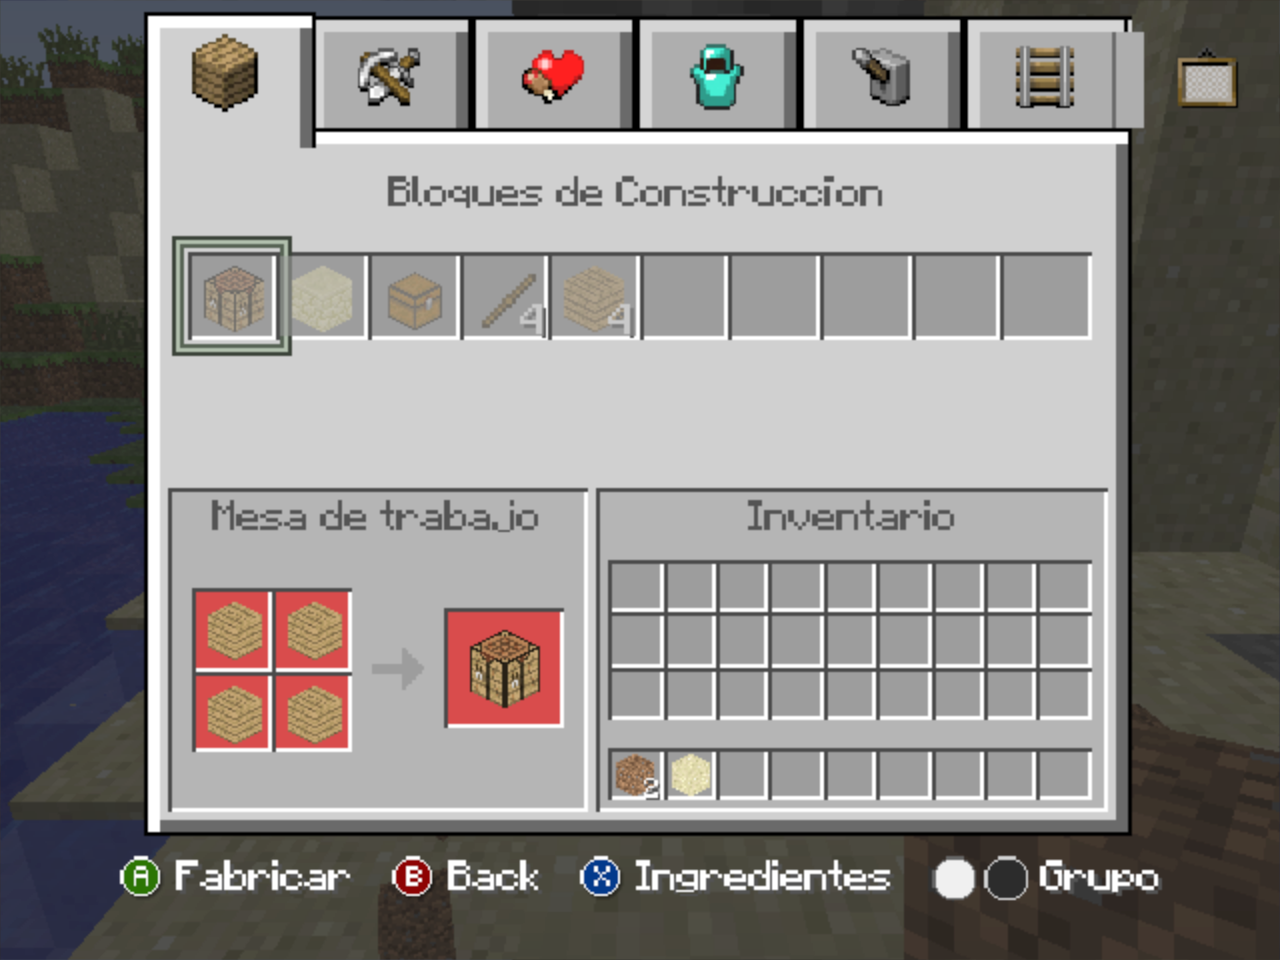 Bloques de Construccion
4
4
Mesa de trabajo
Inventario
2
A Fabricar B Back X Ingredientes Grupo